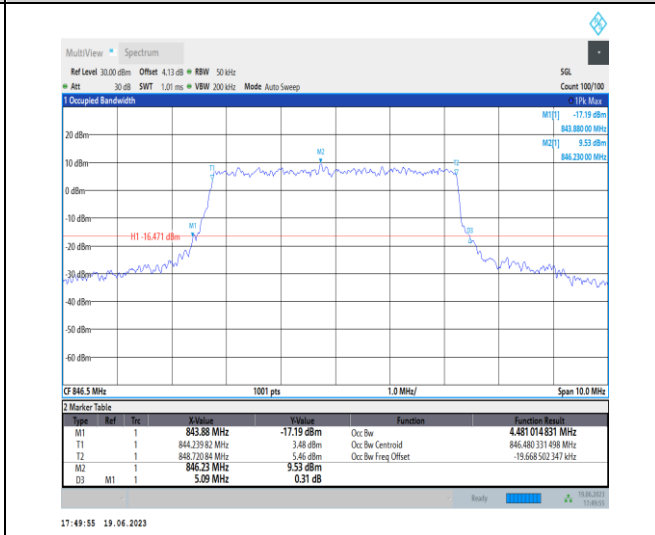 MultiView Spectrum
Ref Level 30.00 dBm Offset 4.13 dB RBW 50 kHz SGL
Att 30 dB SWT 1.01 ms VBW 200 kHz Mode Auto Sweep Count 100/100
1 Occupied Bandwidth 1Pk Max
M1[1] -17.19 dBm
843.880 00 MHz
M2[1] 9.53 dBm
846.230 00 MHz
20 dBm
M2
10 dBm
T1 T2
0 dBm
-10 dBm
M1
H1 -16.471 dBm D3
-20 dBm
-30 dBm
-40 dBm
-50 dBm
-60 dBm
CF 846.5 MHz 1001 pts 1.0 MHz/ Span 10.0 MHz
2 Marker Table
Type Ref Trc X-Value Y-Value Function Function Result
M1 1 843.88 MHz -17.19 dBm Occ Bw 4.481 014 831 MHz
T1 1 844.239 82 MHz 3.48 dBm Occ Bw Centroid 846.480 331 498 MHz
T2 1 848.720 84 MHz 5.46 dBm Occ Bw Freq Offset -19.668 502 347 kHz
M2 1 846.23 MHz 9.53 dBm
D3 M1 1 5.09 MHz 0.31 dB
Ready 19.06.2023
17:49:55
17:49:55 19.06.2023